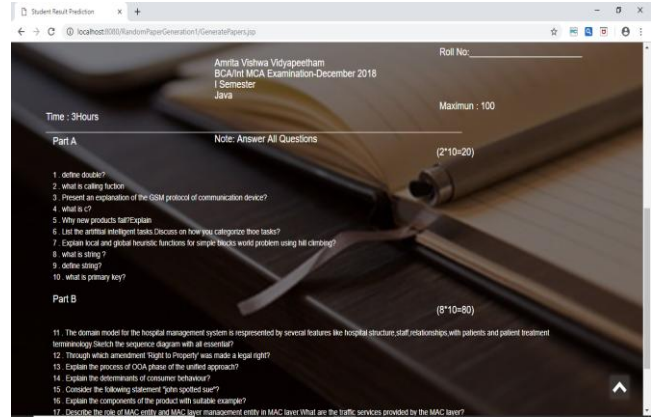 Student Result Prediction
localhost:8080/RandomPaperGeneration1/GeneratePapers.jsp
Roll No:
Amrita Vishwa Vidyapeetham
BCA/Int MCA Examination-December 2018
I Semester
Java
Maximun : 100
Time : 3Hours
Part A
Note: Answer All Questions
(2*10=20)
1 . define double?
2 . what is calling fuction
3 . Present an explanation of the GSM protocol of communication device?
4 . what is c?
5 . Why new products fail?Explain
6 . List the artifitial intelligent tasks.Discuss on how you categorize thoe tasks?
7 . Explain local and global heuristic functions for simple blocks world problem using hill climbing?
8 . what is string ?
9 . define string?
10 . what is primary key?
Part B
(8*10=80)
11 . The domain model for the hospital management system is respresented by several features like hospital structure,staff,relationships,with patients and patient treatment
termininology.Sketch the sequence diagram with all essential?
12 . Through which amendment 'Right to Property' was made a legal right?
13 . Explain the process of OOA phase of the unified approach?
14 . Explain the determinants of consumer behaviour?
15 . Consider the following statement "john spotted sue"?
16 . Explain the components of the product with suitable example?
17 . Describe the role of MAC entity and MAC layer management entity in MAC layer.What are the traffic services provided by the MAC layer?